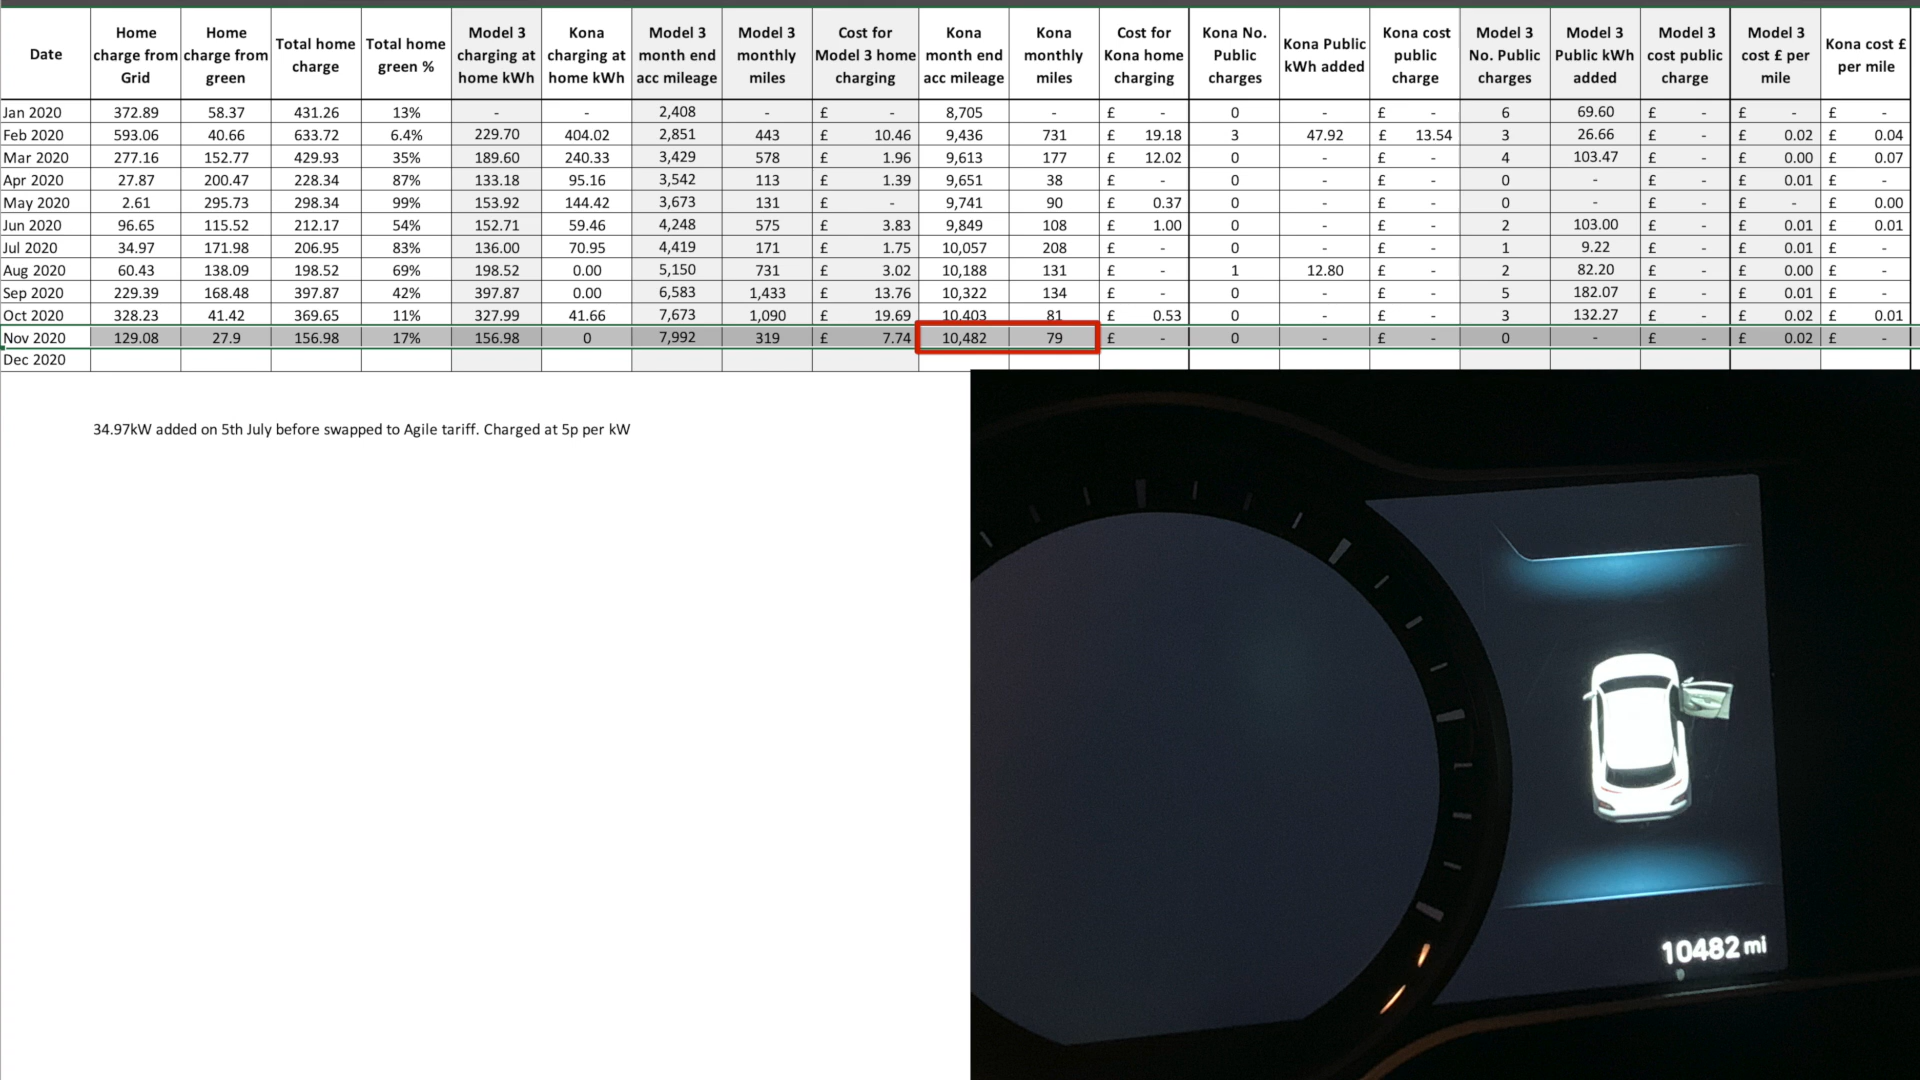 Date Home charge from Grid Home charge from green Total home charge Total home green % Model 3 charging at home kWh Kona charging at home kWh Model 3 month end acc mileage Model 3 monthly miles Cost for Model 3 home charging Kona month end acc mileage Kona monthly miles Cost for Kona home charging Kona No. Public charges Kona Public kWh added Kona cost public charge Model 3 No. Public charges Model 3 Public kWh added Model 3 cost public charge Model 3 cost £ per mile Kona cost £ per mile
Jan 2020 372.89 58.37 431.26 13% - - 2,408 - £ - 8,705 - £ - 0 - £ - 6 69.60 £ - £ - £ -
Feb 2020 593.06 40.66 633.72 6.4% 229.70 404.02 2,851 443 £ 10.46 9,436 731 £ 19.18 3 47.92 £ 13.54 3 26.66 £ - £ 0.02 £ 0.04
Mar 2020 277.16 152.77 429.93 35% 189.60 240.33 3,429 578 £ 1.96 9,613 177 £ 12.02 0 - £ - 4 103.47 £ - £ 0.00 £ 0.07
Apr 2020 27.87 200.47 228.34 87% 133.18 95.16 3,542 113 £ 1.39 9,651 38 £ - 0 - £ - 0 - £ - £ 0.01 £ -
May 2020 2.61 295.73 298.34 99% 153.92 144.42 3,673 131 £ - 9,741 90 £ 0.37 0 - £ - 0 - £ - £ - £ 0.00
Jun 2020 96.65 115.52 212.17 54% 152.71 59.46 4,248 575 £ 3.83 9,849 108 £ 1.00 0 - £ - 2 103.00 £ - £ 0.01 £ 0.01
Jul 2020 34.97 171.98 206.95 83% 136.00 70.95 4,419 171 £ 1.75 10,057 208 £ - 0 - £ - 1 9.22 £ - £ 0.01 £ -
Aug 2020 60.43 138.09 198.52 69% 198.52 0.00 5,150 731 £ 3.02 10,188 131 £ - 1 12.80 £ - 2 82.20 £ - £ 0.00 £ -
Sep 2020 229.39 168.48 397.87 42% 397.87 0.00 6,583 1,433 £ 13.76 10,322 134 £ - 0 - £ - 5 182.07 £ - £ 0.01 £ -
Oct 2020 328.23 41.42 369.65 11% 327.99 41.66 7,673 1,090 £ 19.69 10,403 81 £ 0.53 0 - £ - 3 132.27 £ - £ 0.02 £ 0.01
Nov 2020 129.08 27.9 156.98 17% 156.98 0 7,992 319 £ 7.74 10,482 79 £ - 0 - £ - 0 - £ - £ 0.02 £ -
Dec 2020
34.97kW added on 5th July before swapped to Agile tariff. Charged at 5p per kW
10482 mi